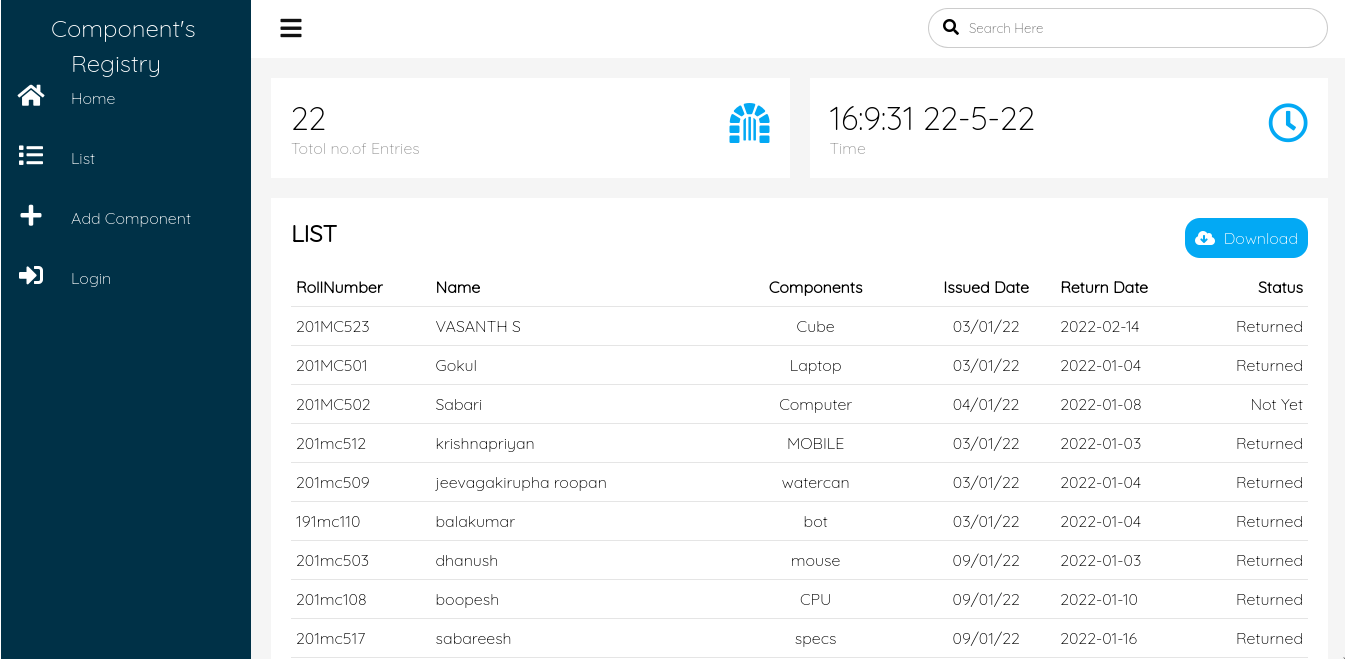 Component's
Registry
Home
List
Add Component
Login
Search Here
22
Totol no.of Entries
16:9:31 22-5-22
Time
LIST
Download
RollNumber Name Components Issued Date Return Date Status
201MC523 VASANTH S Cube 03/01/22 2022-02-14 Returned
201MC501 Gokul Laptop 03/01/22 2022-01-04 Returned
201MC502 Sabari Computer 04/01/22 2022-01-08 Not Yet
201mc512 krishnapriyan MOBILE 03/01/22 2022-01-03 Returned
201mc509 jeevagakirupha roopan watercan 03/01/22 2022-01-04 Returned
191mc110 balakumar bot 03/01/22 2022-01-04 Returned
201mc503 dhanush mouse 09/01/22 2022-01-03 Returned
201mc108 boopesh CPU 09/01/22 2022-01-10 Returned
201mc517 sabareesh specs 09/01/22 2022-01-16 Returned